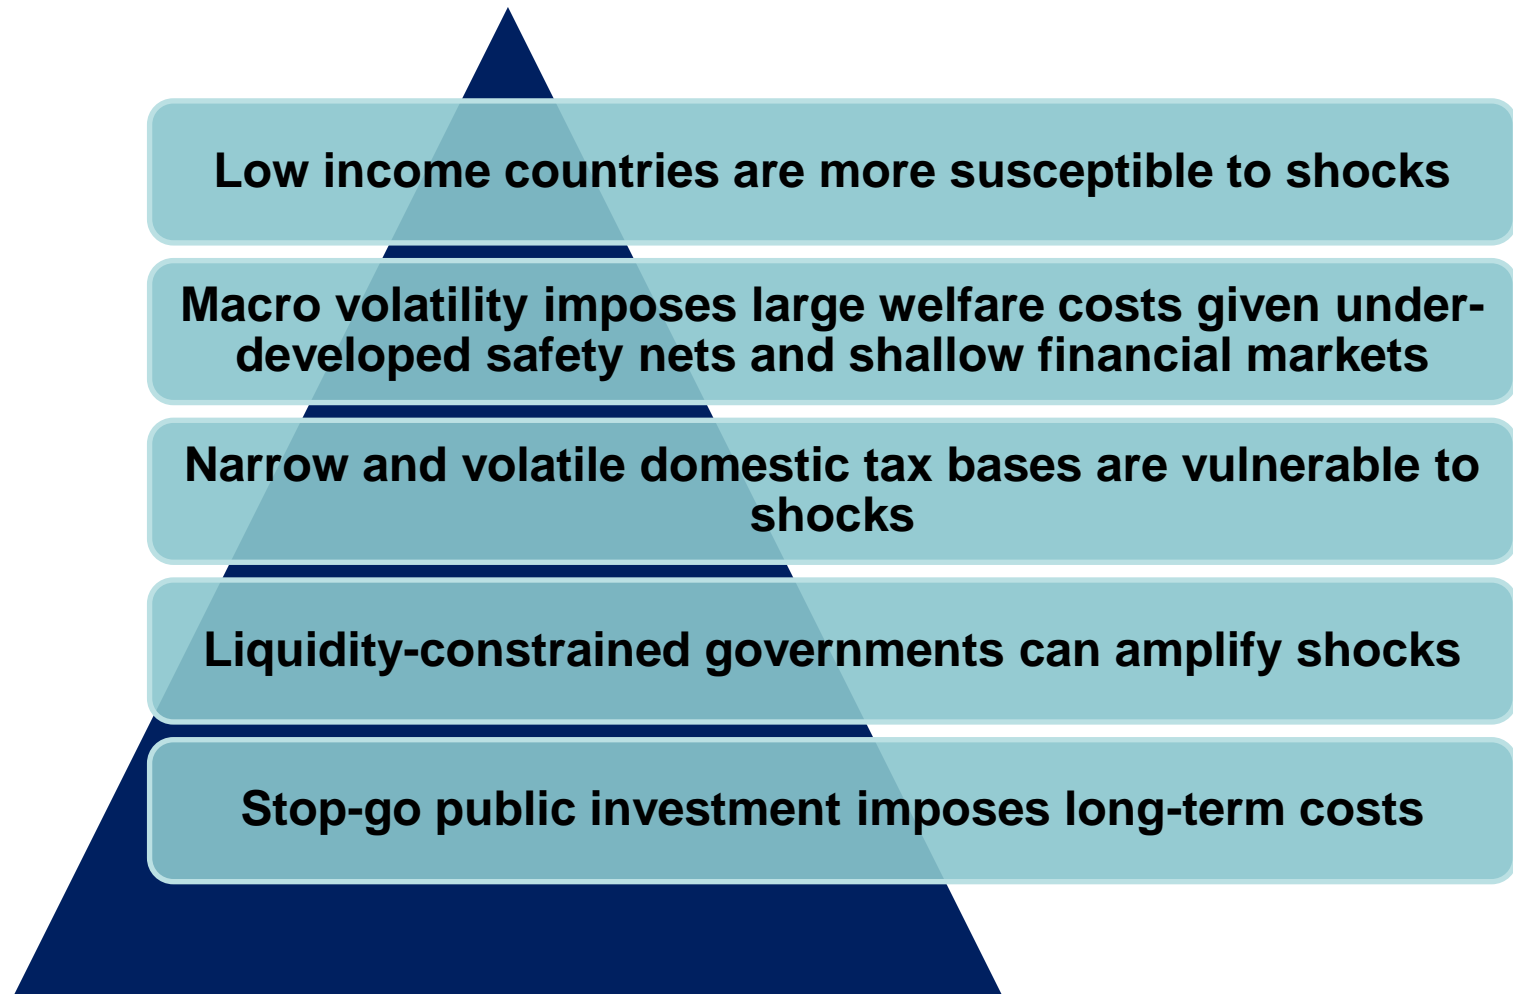 Low income countries are more susceptible to shocks
Macro volatility imposes large welfare costs given under-
developed safety nets and shallow financial markets
Narrow and volatile domestic tax bases are vulnerable to
shocks
Liquidity-constrained governments can amplify shocks
Stop-go public investment imposes long-term costs